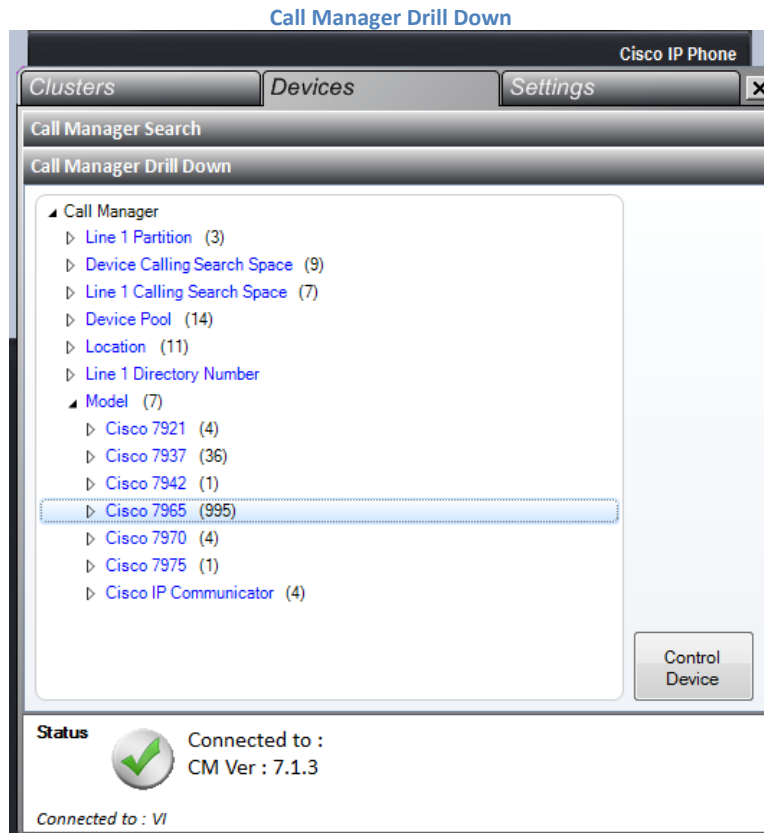 Call Manager Drill Down
Cisco IP Phone
Clusters Devices Settings
Call Manager Search
Call Manager Drill Down
Call Manager
Line 1 Partition (3)
Device Calling Search Space (9)
Line 1 Calling Search Space (7)
Device Pool (14)
Location (11)
Line 1 Directory Number
Model (7)
Cisco 7921 (4)
Cisco 7937 (36)
Cisco 7942 (1)
Cisco 7965 (995)
Cisco 7970 (4)
Cisco 7975 (1)
Cisco IP Communicator (4)
Control
Device
Status
Connected to :
CM Ver : 7.1.3
Connected to : VI